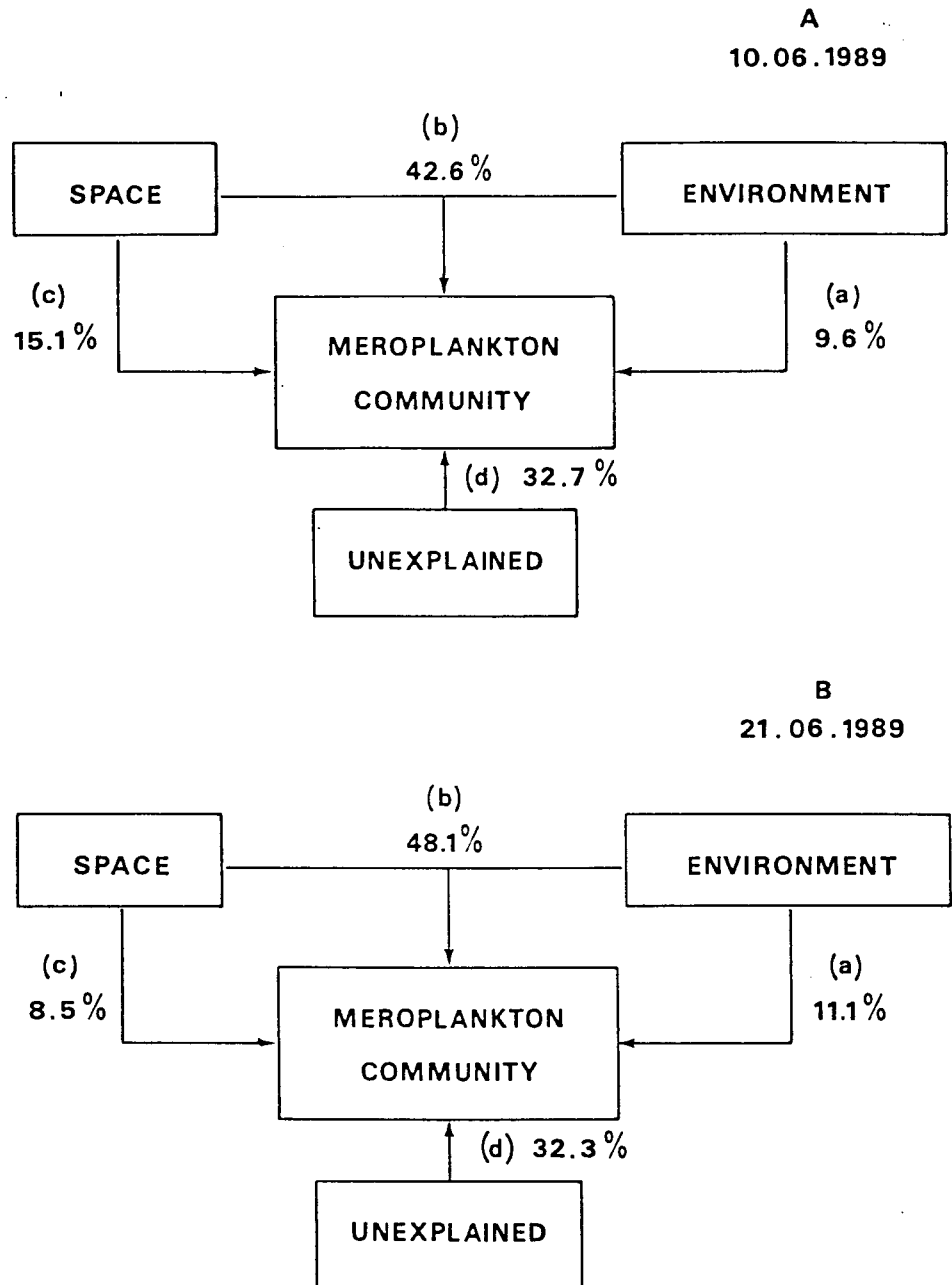 A
10.06.1989
(b)
42.6%
SPACE
ENVIRONMENT
(c)
15.1%
(a)
9.6%
MEROPLANKTON
COMMUNITY
(d) 32.7%
UNEXPLAINED
B
21.06.1989
(b)
48.1%
SPACE
ENVIRONMENT
(c)
8.5%
(a)
11.1%
MEROPLANKTON
COMMUNITY
(d) 32.3%
UNEXPLAINED